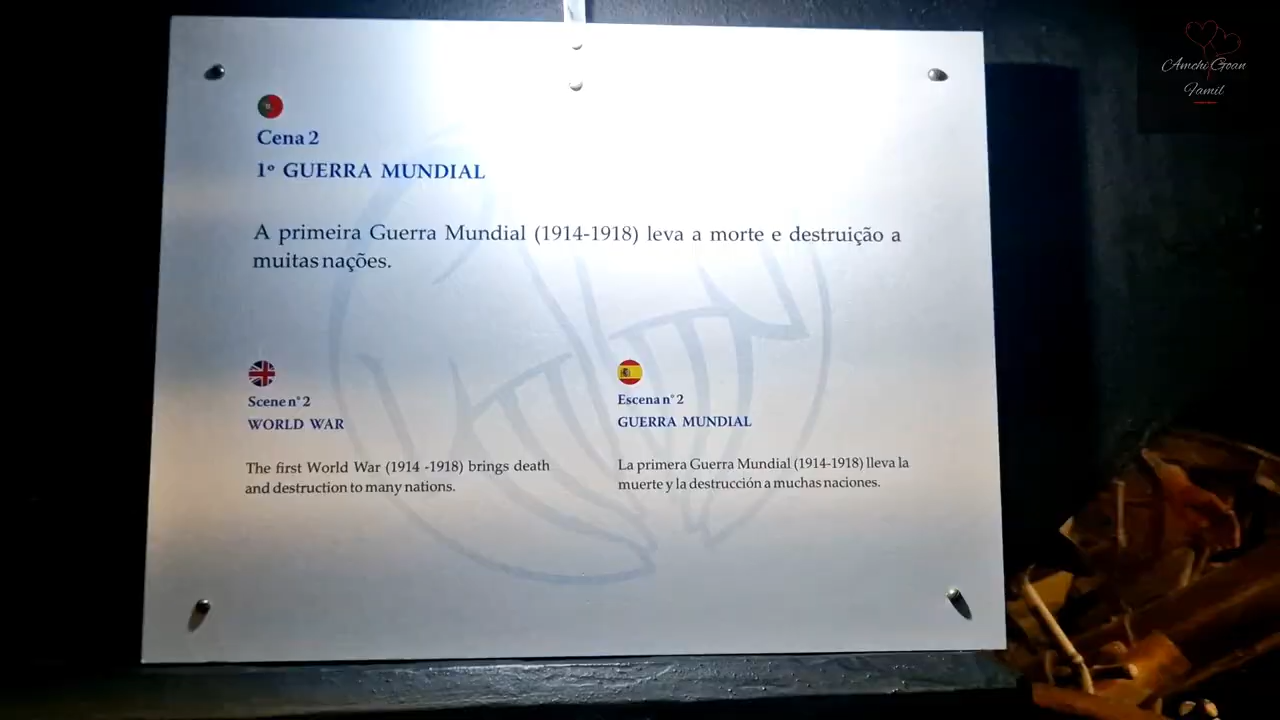 Cena 2
1º GUERRA MUNDIAL
A primeira Guerra Mundial (1914-1918) leva a morte e destruição a
muitas nações.
Scene n° 2
WORLD WAR
The first World War (1914 -1918) brings death
and destruction to many nations.
Escena n° 2
GUERRA MUNDIAL
La primera Guerra Mundial (1914-1918) lleva la
muerte y la destrucción a muchas naciones.
Amchi Goan
Famil